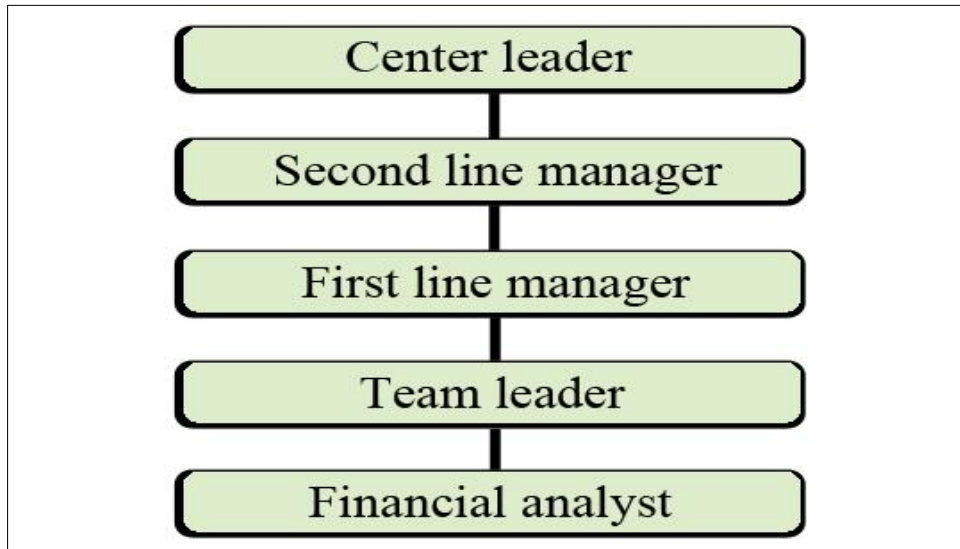 Center leader
Second line manager
First line manager
Team leader
Financial analyst